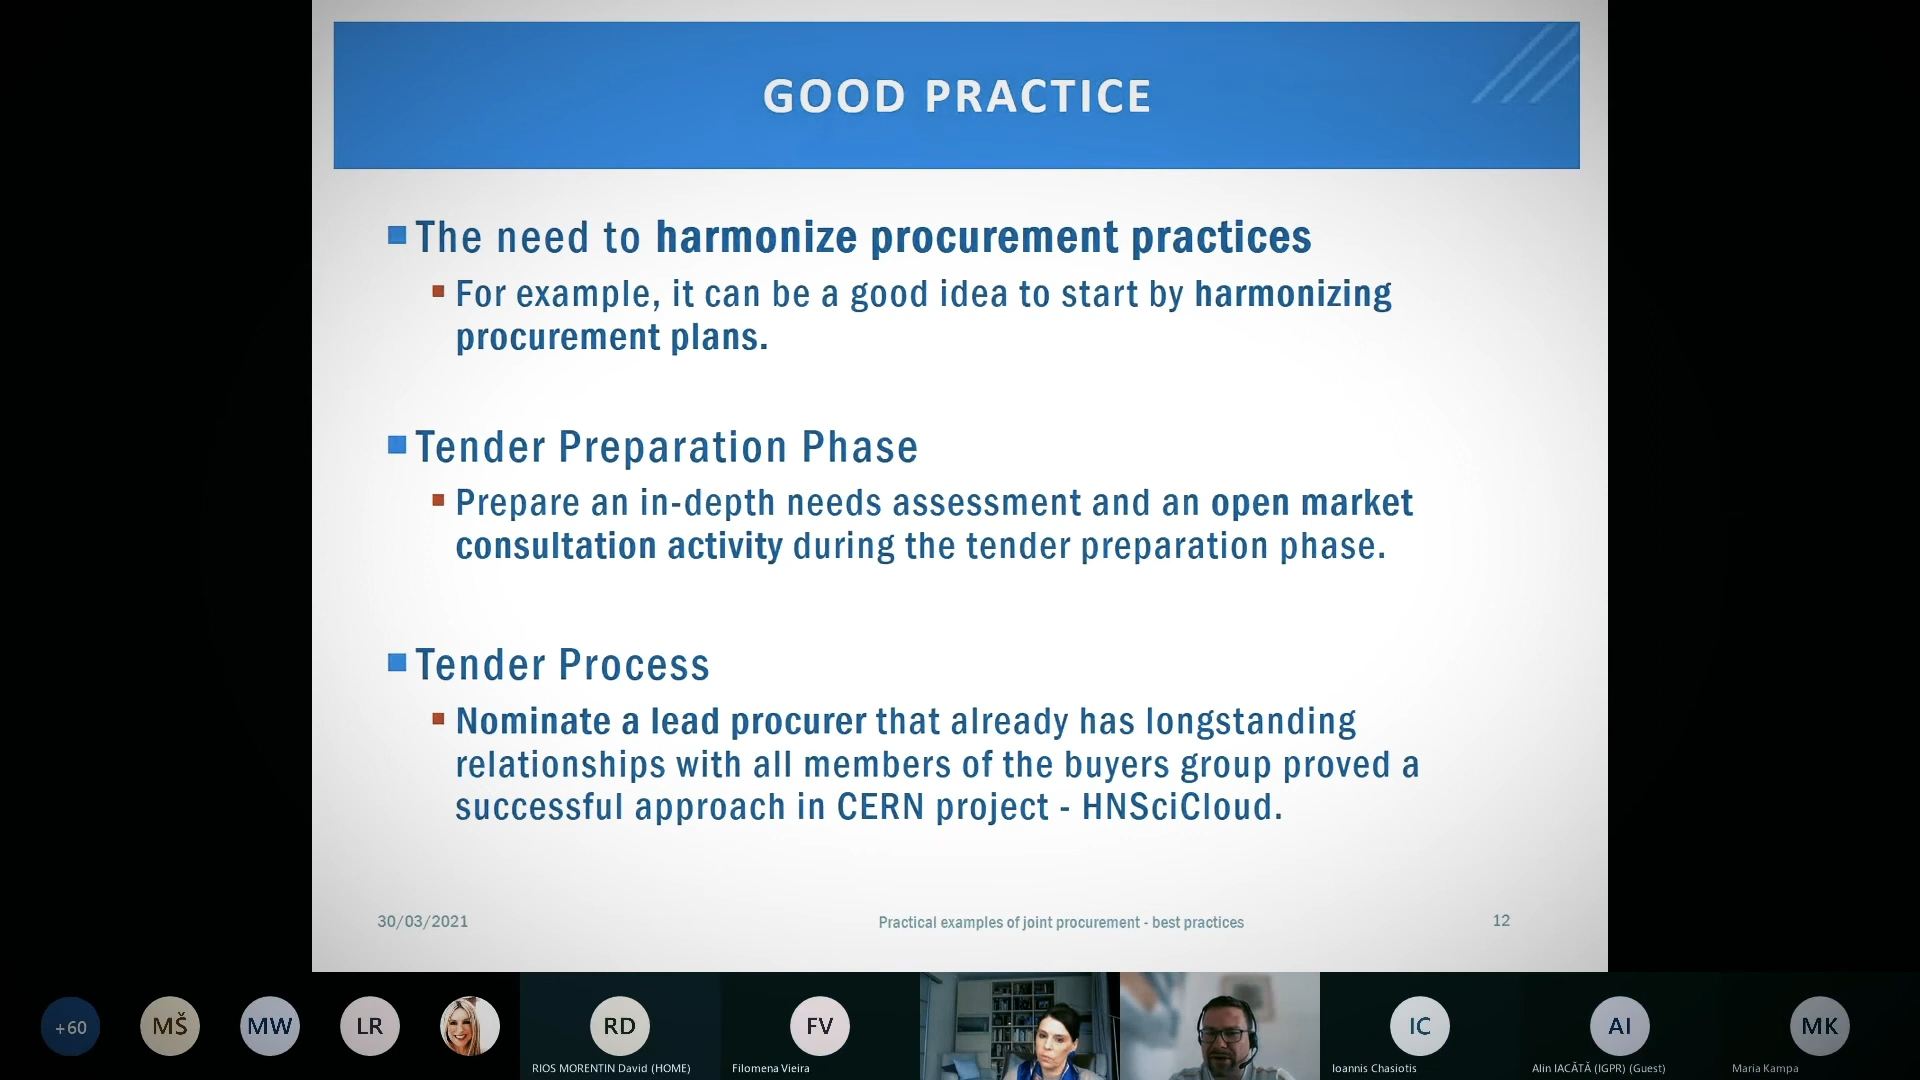 GOOD PRACTICE
The need to harmonize procurement practices
For example, it can be a good idea to start by harmonizing
procurement plans.
Tender Preparation Phase
Prepare an in-depth needs assessment and an open market
consultation activity during the tender preparation phase.
Tender Process
Nominate a lead procurer that already has longstanding
relationships with all members of the buyers group proved a
successful approach in CERN project - HNSciCloud.
30/03/2021
Practical examples of joint procurement - best practices
12
+60
MŠ
MW
LR
RD
FV
IC
AI
MK
RIOS MORENTIN David (HOME)
Filomena Vieira
Ioannis Chasiotis
Alin IACĂTĂ (IGPR) (Guest)
Maria Kampa